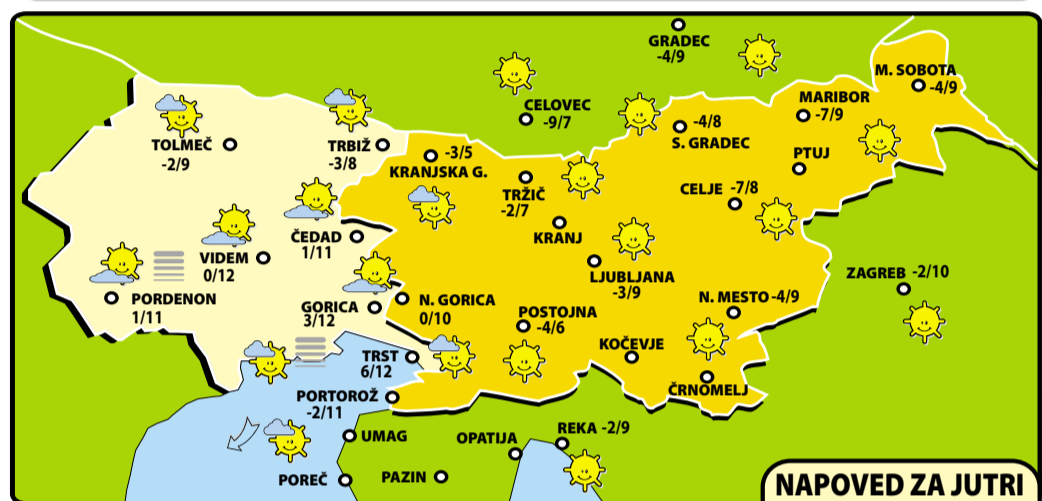 GRADEC
-4/9
M. SOBOTA
-4/9
CELOVEC
-9/7
MARIBOR
-7/9
TOLMEČ
-2/9
TRBIŽ
-3/8
-3/5
KRANJSKA G.
-4/8
S. GRADEC
PTUJ
TRŽIČ
-2/7
CELJE -7/8
KRANJ
ČEDAD
1/11
VIDEM
0/12
LJUBLJANA
-3/9
ZAGREB -2/10
PORDENON
1/11
GORICA
3/12
N. GORICA
0/10
POSTOJNA
-4/6
N. MESTO -4/9
KOČEVJE
TRST
6/12
ČRNOMELJ
PORTOROŽ
-2/11
UMAG
OPATIJA
REKA -2/9
POREČ
PAZIN
NAPOVED ZA JUTRI